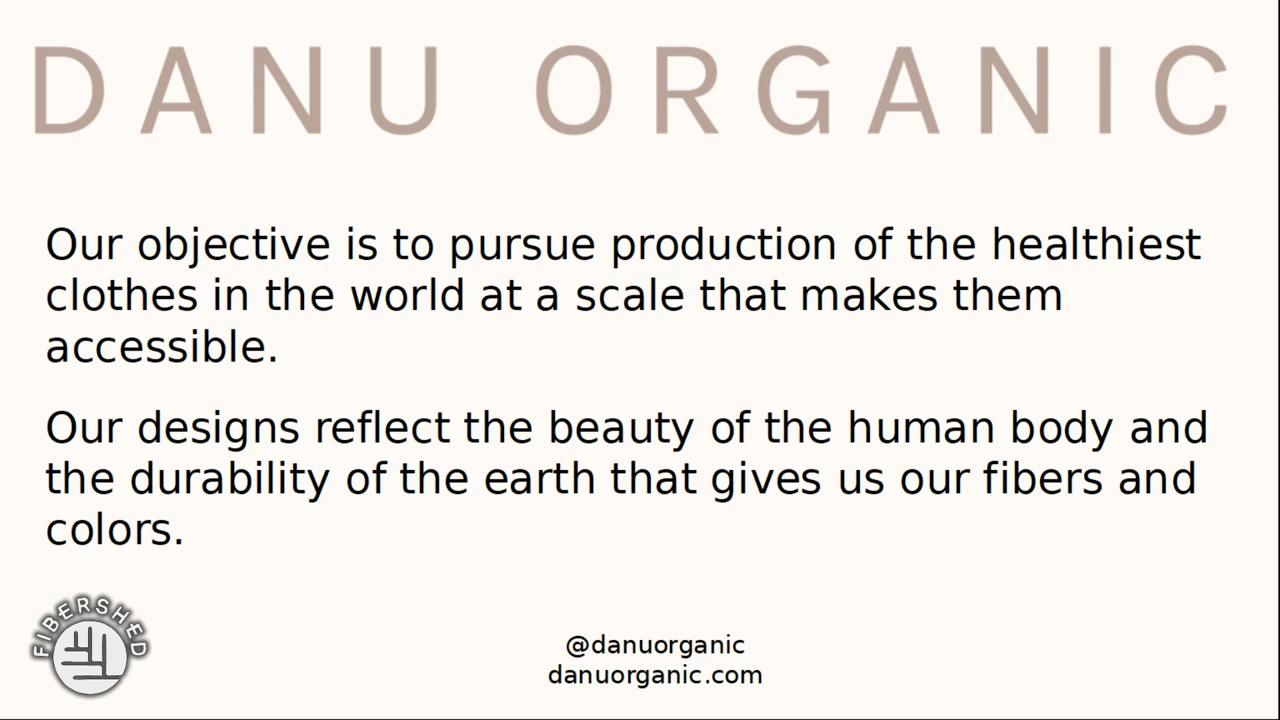 DANU ORGANIC
Our objective is to pursue production of the healthiest
clothes in the world at a scale that makes them
accessible.
Our designs reflect the beauty of the human body and
the durability of the earth that gives us our fibers and
colors.
FIBERSHED
@danuorganic
danuorganic.com